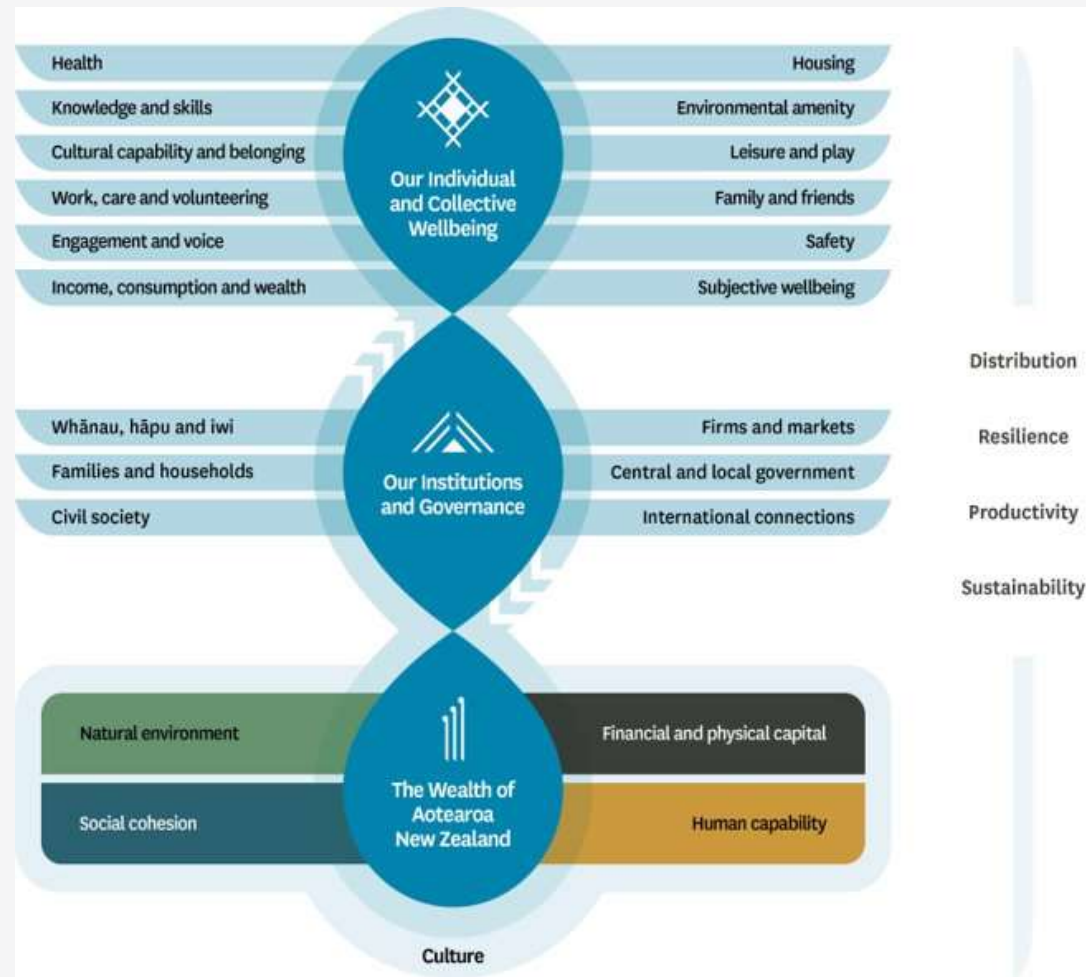 Health
Knowledge and skills
Cultural capability and belonging
Work, care and volunteering
Engagement and voice
Income, consumption and wealth
Our Individual
and Collective
Wellbeing
Housing
Environmental amenity
Leisure and play
Family and friends
Safety
Subjective wellbeing
Whānau, hāpu and iwi
Families and households
Civil society
Our Institutions
and Governance
Firms and markets
Central and local government
International connections
Natural environment
Social cohesion
The Wealth of
Aotearoa
New Zealand
Financial and physical capital
Human capability
Culture
Distribution
Resilience
Productivity
Sustainability